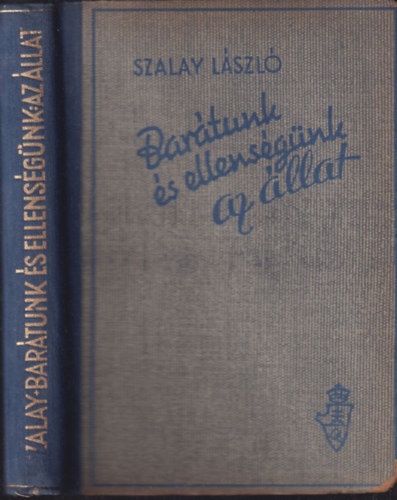 ZALAY·BARÁTUNK ÉS ELLENSÉGÜNK:AZ ÁLLAT
SZALAY LÁSZLÓ
Barátunk
és ellenségünk
az állat